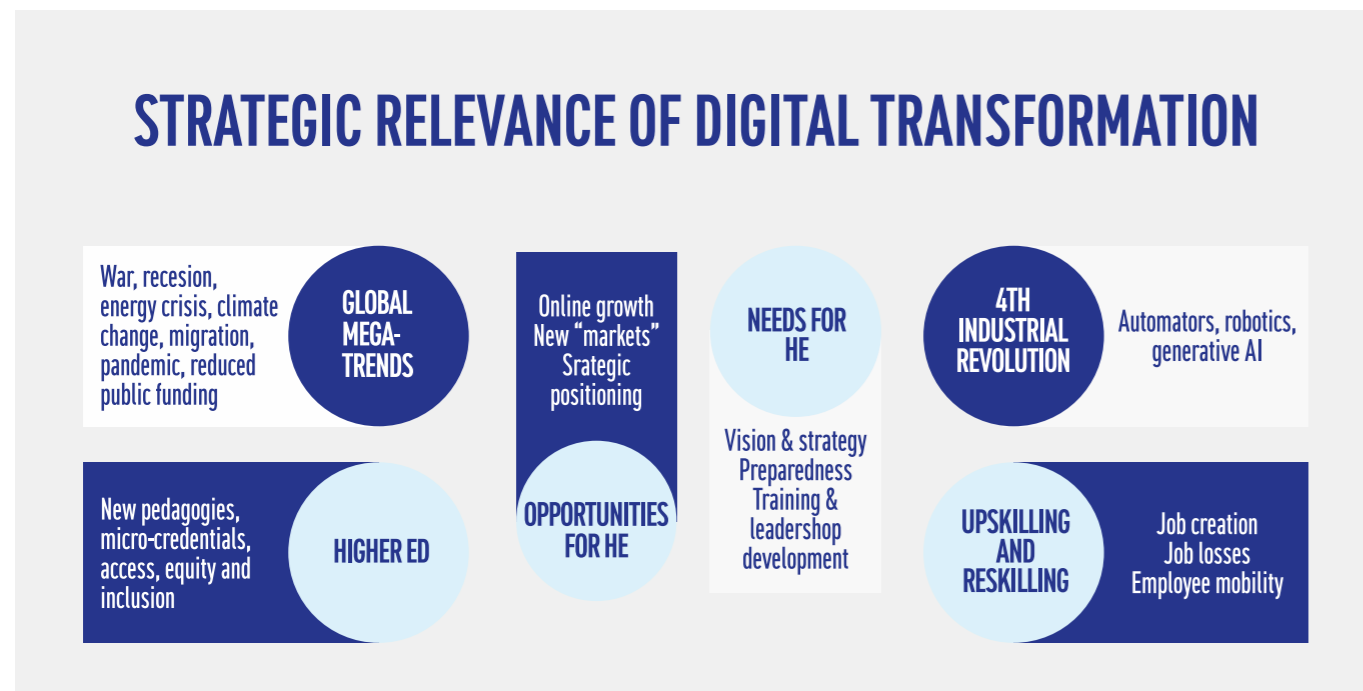 STRATEGIC RELEVANCE OF DIGITAL TRANSFORMATION
War, recesion,
energy crisis, climate
change, migration,
pandemic, reduced
public funding
GLOBAL
MEGA-
TRENDS
New pedagogies,
micro-credentials,
access, equity and
inclusion
HIGHER ED
Online growth
New “markets”
Srategic
positioning
OPPORTUNITIES
FOR HE
NEEDS FOR
HE
Vision & strategy
Preparedness
Training &
leadershop
development
4TH
INDUSTRIAL
REVOLUTION
Automators, robotics,
generative AI
UPSKILLING
AND
RESKILLING
Job creation
Job losses
Employee mobility